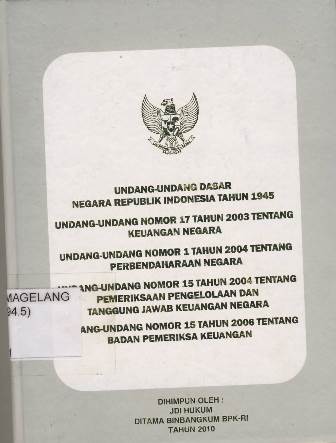 UNDANG-UNDANG DASAR
NEGARA REPUBLIK INDONESIA TAHUN 1945
UNDANG-UNDANG NOMOR 17 TAHUN 2003 TENTANG
KEUANGAN NEGARA
UNDANG-UNDANG NOMOR 1 TAHUN 2004 TENTANG
PERBENDAHARAAN NEGARA
UNDANG-UNDANG NOMOR 15 TAHUN 2004 TENTANG
PEMERIKSAAN PENGELOLAAN DAN
TANGGUNG JAWAB KEUANGAN NEGARA
ANG-UNDANG NOMOR 15 TAHUN 2006 TENTANG
BADAN PEMERIKSA KEUANGAN
MAGELANG
94.5)
DIHIMPUN OLEH :
JDI HUKUM
DITAMA BINBANGKUM BPK-RI
TAHUN 2010